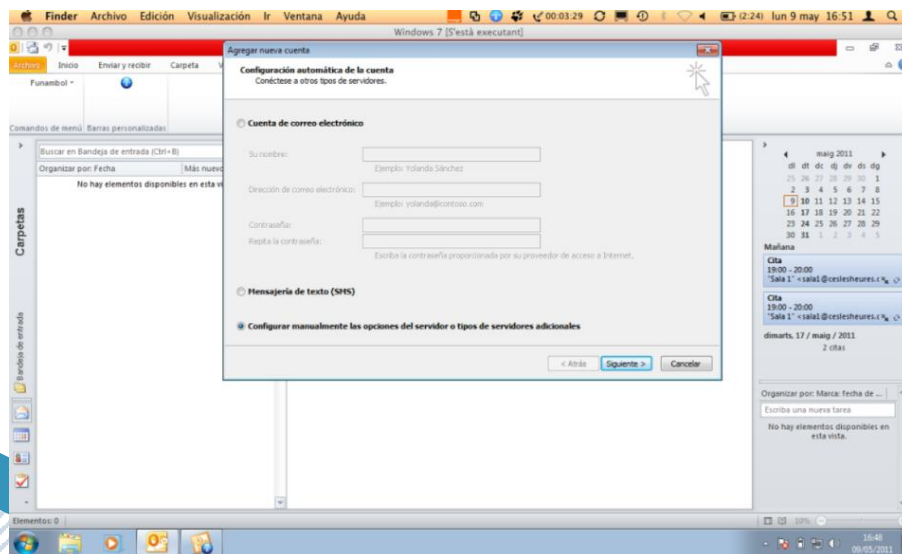 Finder Archivo Edición Visualización Ir Ventana Ayuda 00:03:29 (2:24) lun 9 may 16:51
Windows 7 [S'està executant]
Archivo Inicio Enviar y recibir Carpeta V
Funambol
Comandos de menú Barras personalizadas
Agregar nueva cuenta
Configuración automática de la cuenta
Conéctese a otros tipos de servidores.
Cuenta de correo electrónico
Su nombre:
Ejemplo: Yolanda Sánchez
Dirección de correo electrónico:
Ejemplo: yolanda@contoso.com
Contraseña:
Repita la contraseña:
Escriba la contraseña proporcionada por su proveedor de acceso a Internet.
Mensajería de texto (SMS)
Configurar manualmente las opciones del servidor o tipos de servidores adicionales
< Atrás Siguiente > Cancelar
Carpetas
Bandeja de entrada
Buscar en Bandeja de entrada (Ctrl+B)
Organizar por: Fecha Más nuevo
No hay elementos disponibles en esta vi
maig 2011
dl dt dc dj dv ds dg
25 26 27 28 29 30 1
2 3 4 5 6 7 8
9 10 11 12 13 14 15
16 17 18 19 20 21 22
23 24 25 26 27 28 29
30 31 1 2 3 4 5
Mañana
Cita
19:00 - 20:00
"Sala 1" <sala1@ceslesheures.c
Cita
19:00 - 20:00
"Sala 1" <sala1@ceslesheures.c
dimarts, 17 / maig / 2011
2 citas
Organizar por: Marca: fecha de ...
Escriba una nueva tarea
No hay elementos disponibles en
esta vista.
Elementos: 0 10%
16:48
09/05/2011